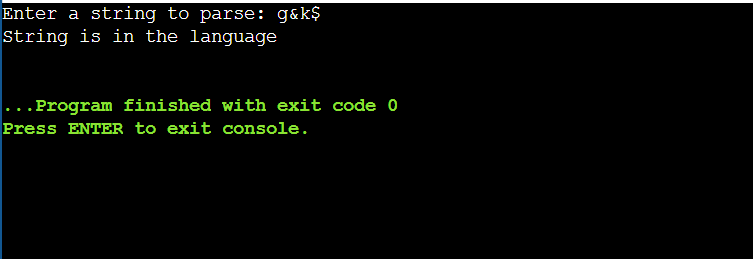 Enter a string to parse: g&k$
String is in the language
...Program finished with exit code 0
Press ENTER to exit console.